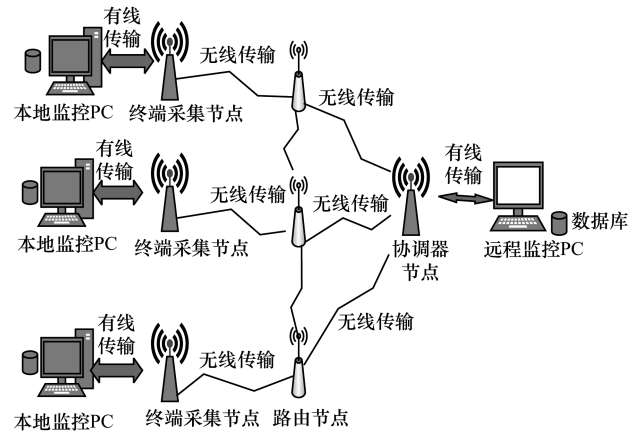 有线
传输
无线传输
无线传输
本地监控PC
终端采集节点
有线
传输
无线传输
无线传输
有线
传输
数据库
本地监控PC
终端采集节点
协调器
节点
远程监控PC
有线
传输
无线传输
无线传输
本地监控PC
终端采集节点
路由节点